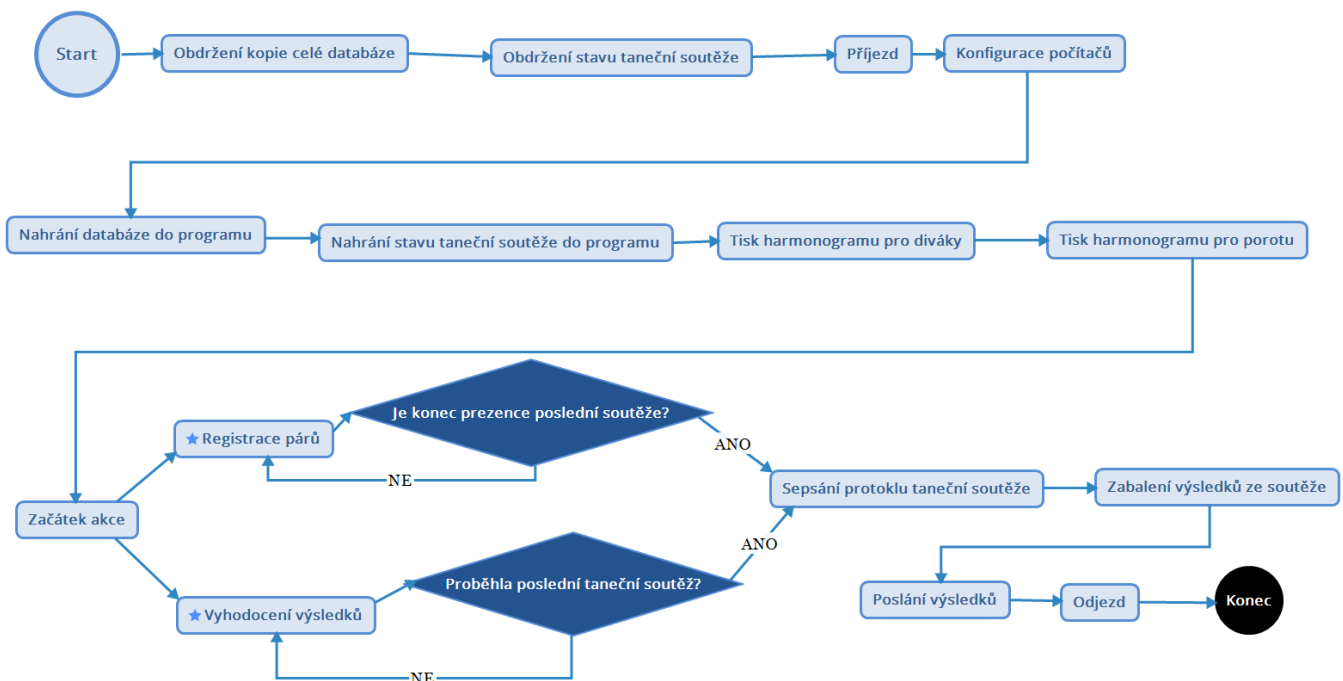 Start
Obdržení kopie celé databáze
Obdržení stavu taneční soutěže
Příjezd
Konfigurace počítačů
Nahrání databáze do programu
Nahrání stavu taneční soutěže do programu
Tisk harmonogramu pro diváky
Tisk harmonogramu pro porotu
Začátek akce
Registrace párů
Je konec prezence poslední soutěže?
NE
ANO
Vyhodocení výsledků
Proběhla poslední taneční soutěž?
NE
ANO
Sepsání protoklu taneční soutěže
Zabalení výsledků ze soutěže
Poslání výsledků
Odjezd
Konec